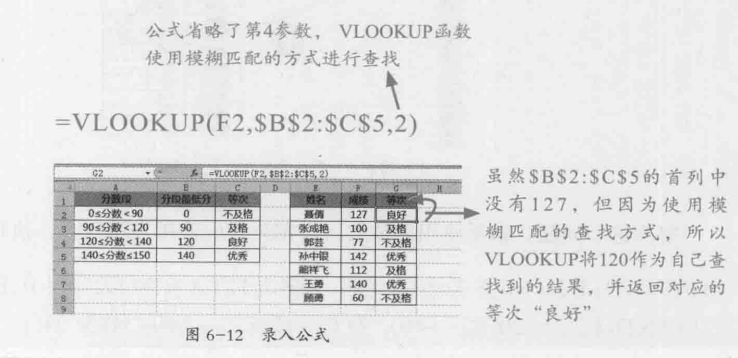 公式省略了第4参数， VLOOKUP函数
使用模糊匹配的方式进行查找
=VLOOKUP(F2,$B$2:$C$5,2)
G2 fx =VLOOKUP(F2,$B$2:$C$5,2)
A B C D E F G H
1 分数段 分段最低分 等次 姓名 成绩 等次
2 0≤分数<90 0 不及格 聂倩 127 良好
3 90≤分数<120 90 及格 张成艳 100 及格
4 120≤分数<140 120 良好 郭芸 77 不及格
5 140≤分数≤150 140 优秀 孙中银 142 优秀
6 祥飞 112 及格
7 王勇 140 优秀
8 顾勇 60 不及格
9
虽然$B$2:$C$5的首列中
没有127，但因为使用模
糊匹配的查找方式，所以
VLOOKUP将120作为自己查
找到的结果，并返回对应的
等次“良好”
图 6-12 录入公式